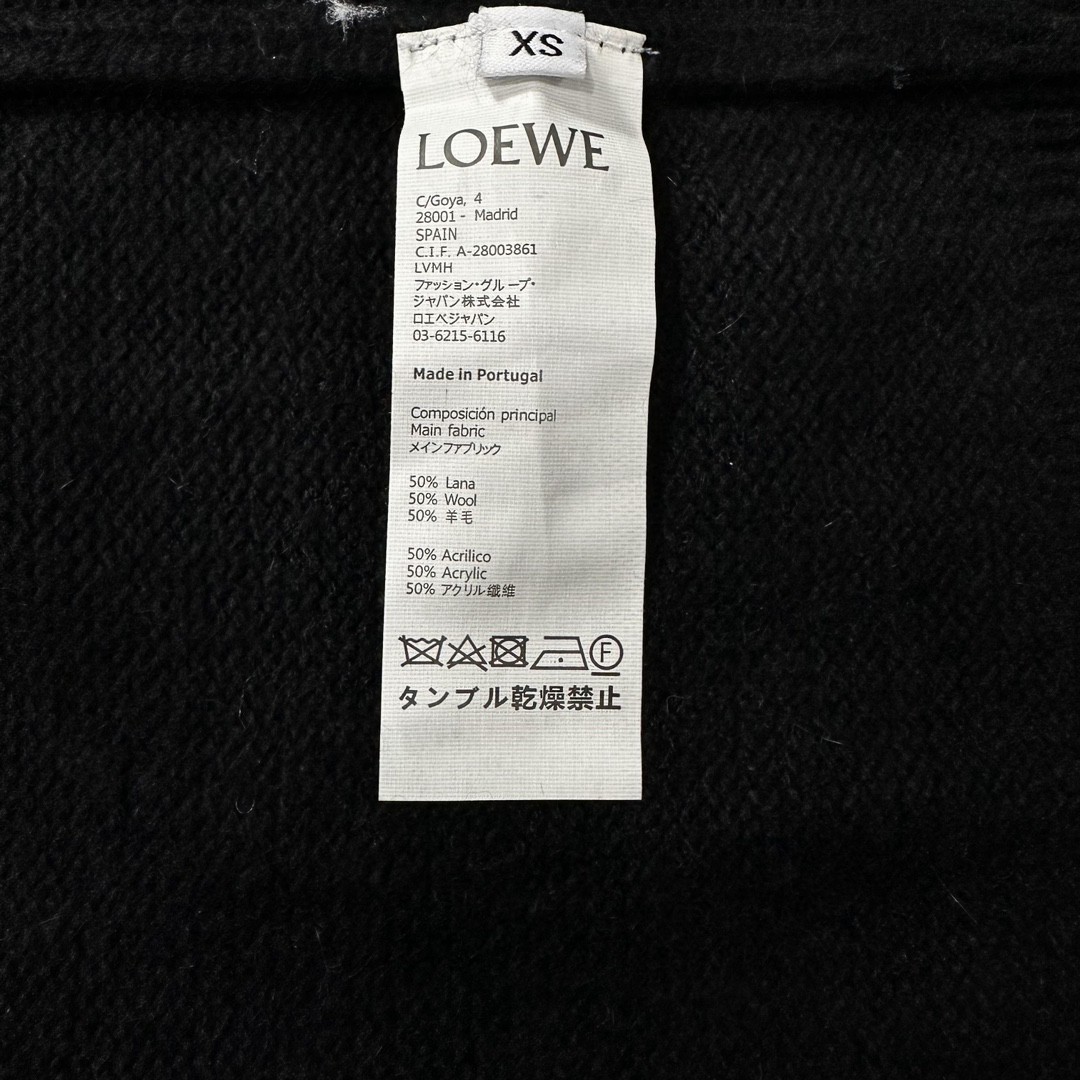 XS
LOEWE
C/Goya, 4
28001 - Madrid
SPAIN
C.I.F. A-28003861
LVMH
ファッション・グループ・
ジャパン株式会社
ロエベジャパン
03-6215-6116
Made in Portugal
Composición principal
Main fabric
メインファブリック
50% Lana
50% Wool
50% 羊毛
50% Acrilico
50% Acrylic
50% アクリル繊維
F
タンブル乾燥禁止